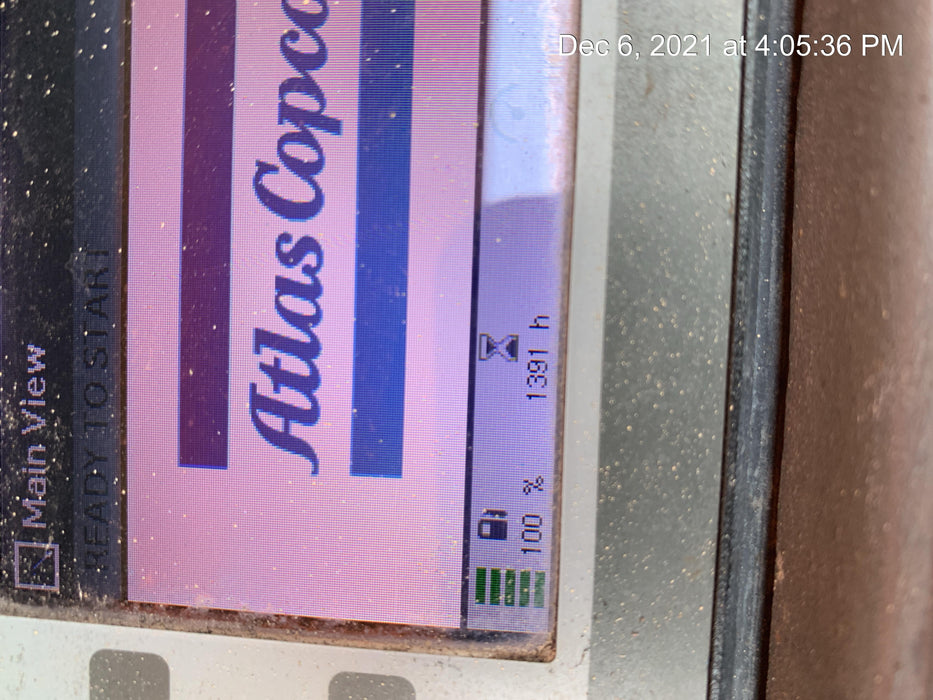 Dec 6, 2021 at 4:05:36 PM
Main View
READY TO START
Atlas Copco
100 %
1391 h